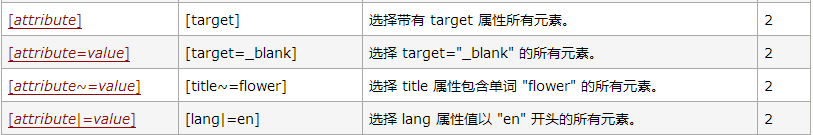 [attribute] [target] 选择带有 target 属性所有元素。 2
[attribute=value] [target=_blank] 选择 target="_blank" 的所有元素。 2
[attribute~=value] [title~=flower] 选择 title 属性包含单词 "flower" 的所有元素。 2
[attribute|=value] [lang|=en] 选择 lang 属性值以 "en" 开头的所有元素。 2